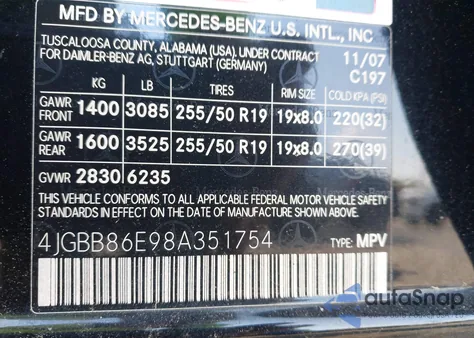 MFD BY MERCEDES-BENZ U.S. INTL., INC
TUSCALOOSA COUNTY, ALABAMA (USA), UNDER CONTRACT 11/07
FOR DAIMLER-BENZ AG, STUTTGART (GERMANY) C197
KG LB TIRES RIM SIZE COLD KPA (PSI)
GAWR FRONT 1400 3085 255/50 R19 19x8.0 220(32)
GAWR REAR 1600 3525 255/50 R19 19x8.0 270(39)
GVWR 2830 6235
THIS VEHICLE CONFORMS TO ALL APPLICABLE FEDERAL MOTOR VEHICLE SAFETY
STANDARDS IN EFFECT ON THE DATE OF MANUFACTURE SHOWN ABOVE.
4JGBB86E98A351754 TYPE: MPV
autoSnap